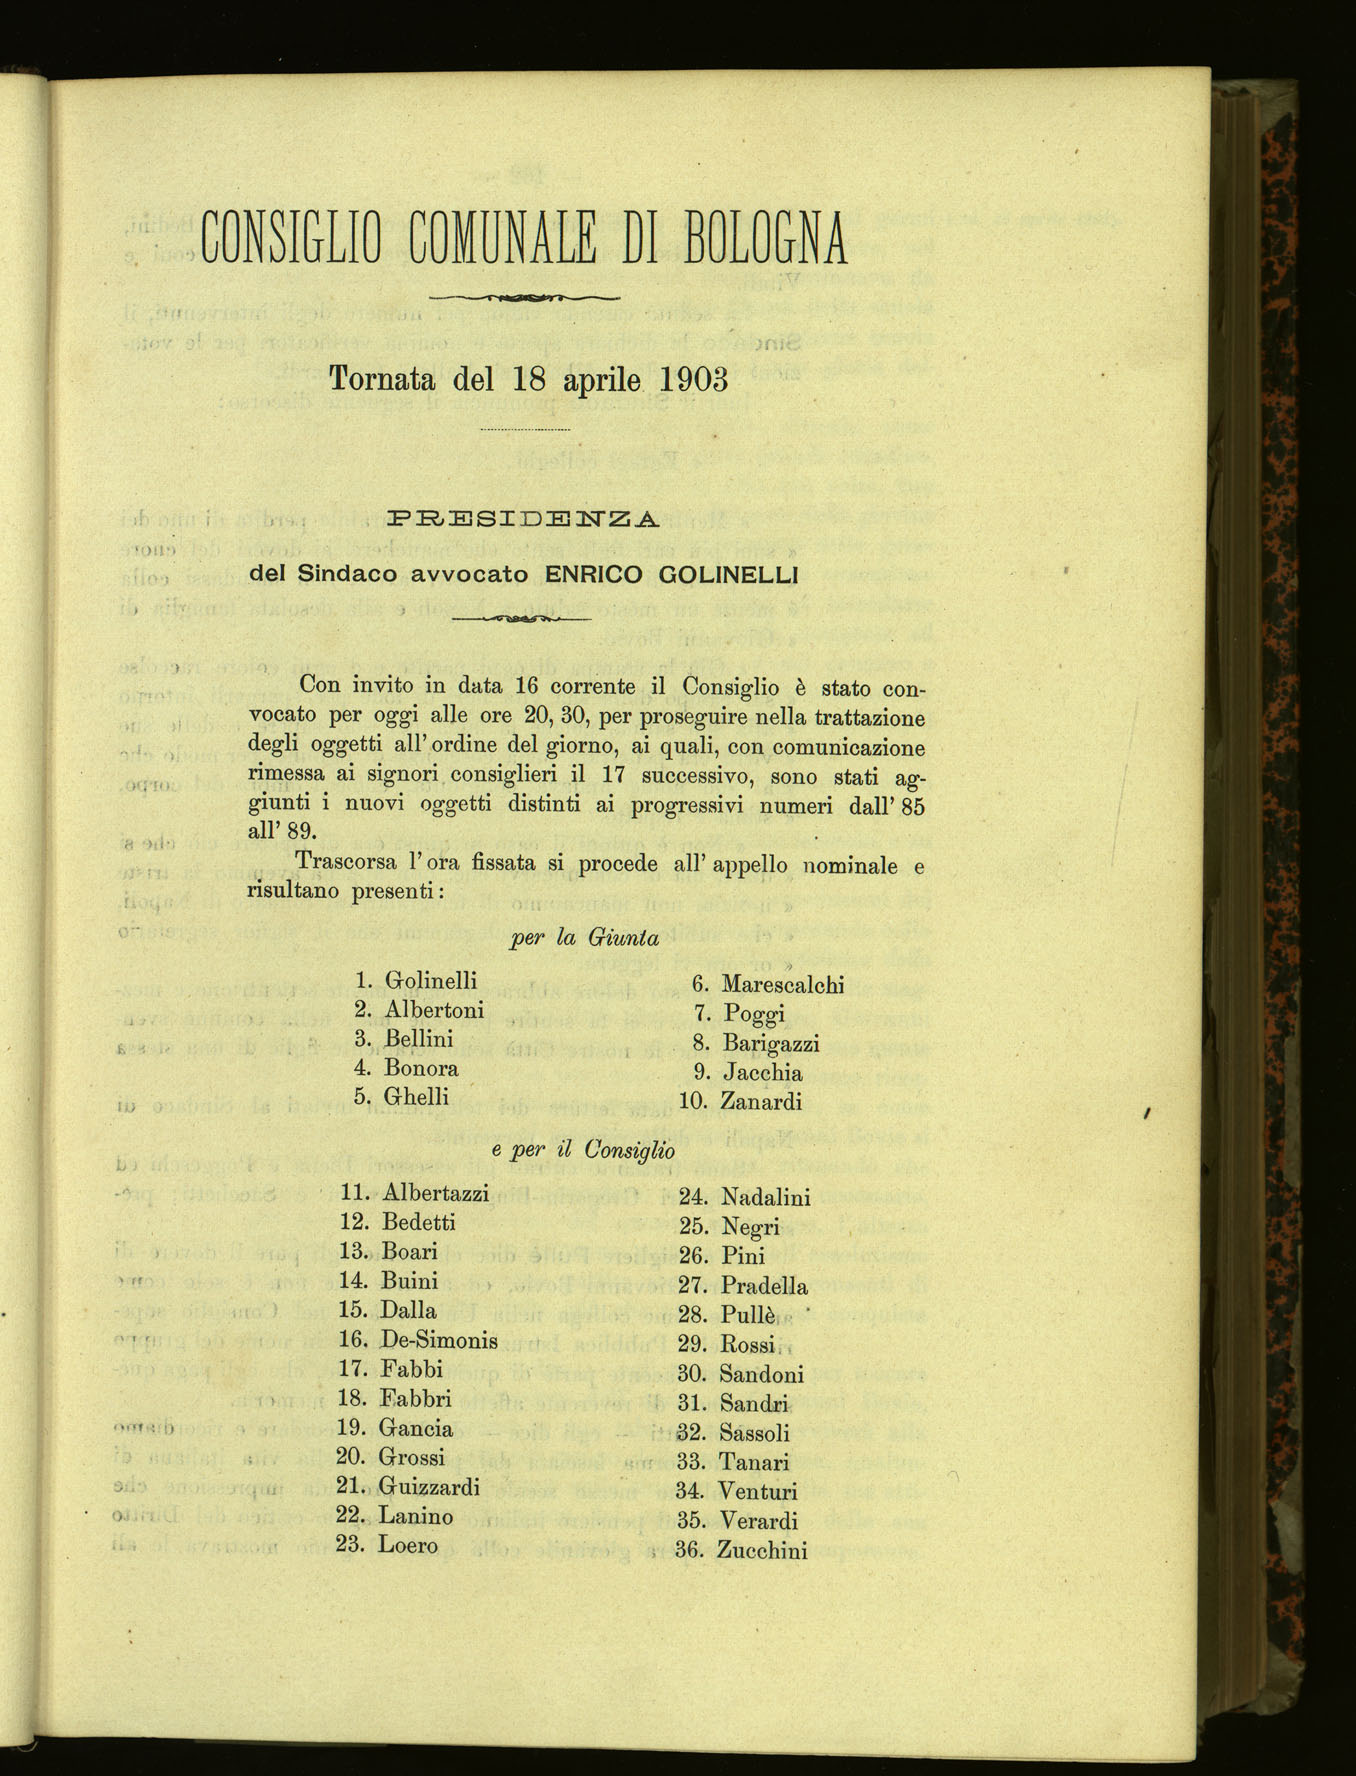 CONSIGLIO COMUNALE DI BOLOGNA
Tornata del 18 aprile 1903
PRESIDENZA
del Sindaco avvocato ENRICO GOLINELLI
Con invito in data 16 corrente il Consiglio è stato con-
vocato per oggi alle ore 20, 30, per proseguire nella trattazione
degli oggetti all' ordine del giorno, ai quali, con comunicazione
rimessa ai signori consiglieri il 17 successivo, sono stati ag-
giunti i nuovi oggetti distinti ai progressivi numeri dall' 85
all' 89.
Trascorsa l' ora fissata si procede all' appello nominale e
risultano presenti:
per la Giunta
1. Golinelli
2. Albertoni
3. Bellini
4. Bonora
5. Ghelli
6. Marescalchi
7. Poggi
8. Barigazzi
9. Jacchia
10. Zanardi
e per il Consiglio
11. Albertazzi
12. Bedetti
13. Boari
14. Buini
15. Dalla
16. De-Simonis
17. Fabbi
18. Fabbri
19. Gancia
20. Grossi
21. Guizzardi
22. Lanino
23. Loero
24. Nadalini
25. Negri
26. Pini
27. Pradella
28. Pullè
29. Rossi
30. Sandoni
31. Sandri
32. Sassoli
33. Tanari
34. Venturi
35. Verardi
36. Zucchini